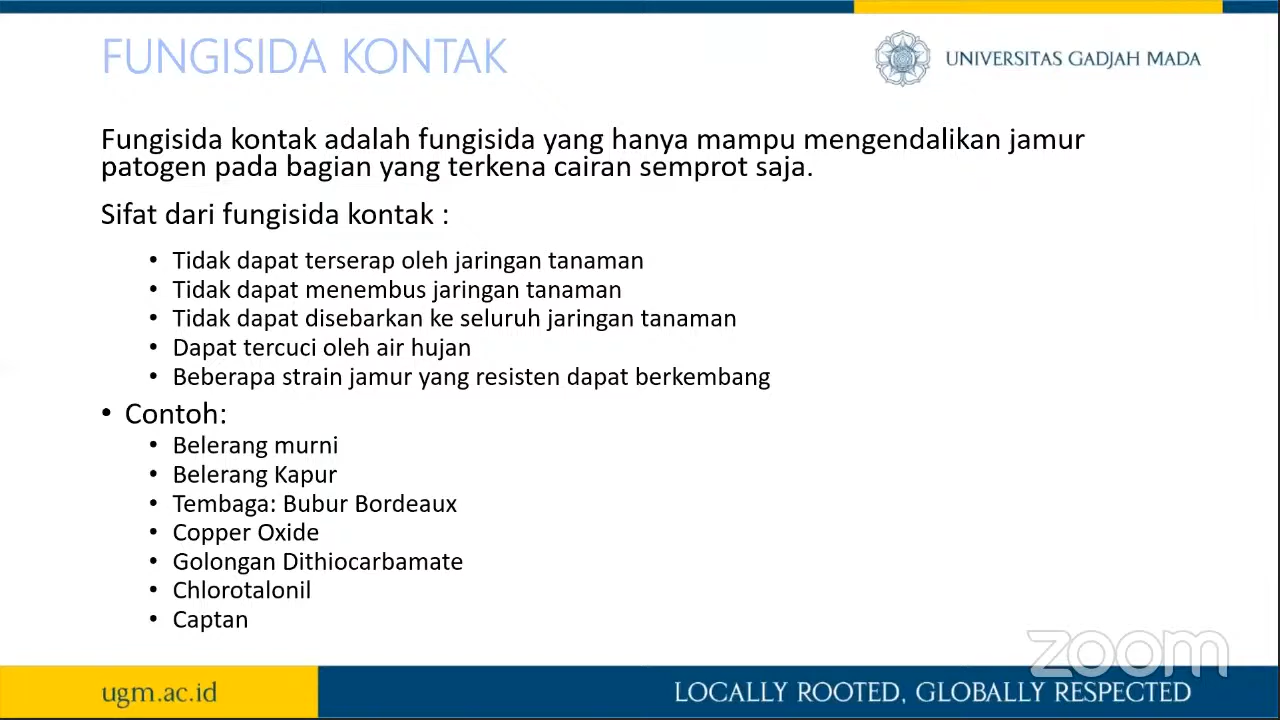 FUNGISIDA KONTAK
UNIVERSITAS GADJAH MADA
Fungisida kontak adalah fungisida yang hanya mampu mengendalikan jamur
patogen pada bagian yang terkena cairan semprot saja.
Sifat dari fungisida kontak :
• Tidak dapat terserap oleh jaringan tanaman
• Tidak dapat menembus jaringan tanaman
• Tidak dapat disebarkan ke seluruh jaringan tanaman
• Dapat tercuci oleh air hujan
• Beberapa strain jamur yang resisten dapat berkembang
• Contoh:
• Belerang murni
• Belerang Kapur
• Tembaga: Bubur Bordeaux
• Copper Oxide
• Golongan Dithiocarbamate
• Chlorotalonil
• Captan
zoom
ugm.ac.id
LOCALLY ROOTED, GLOBALLY RESPECTED